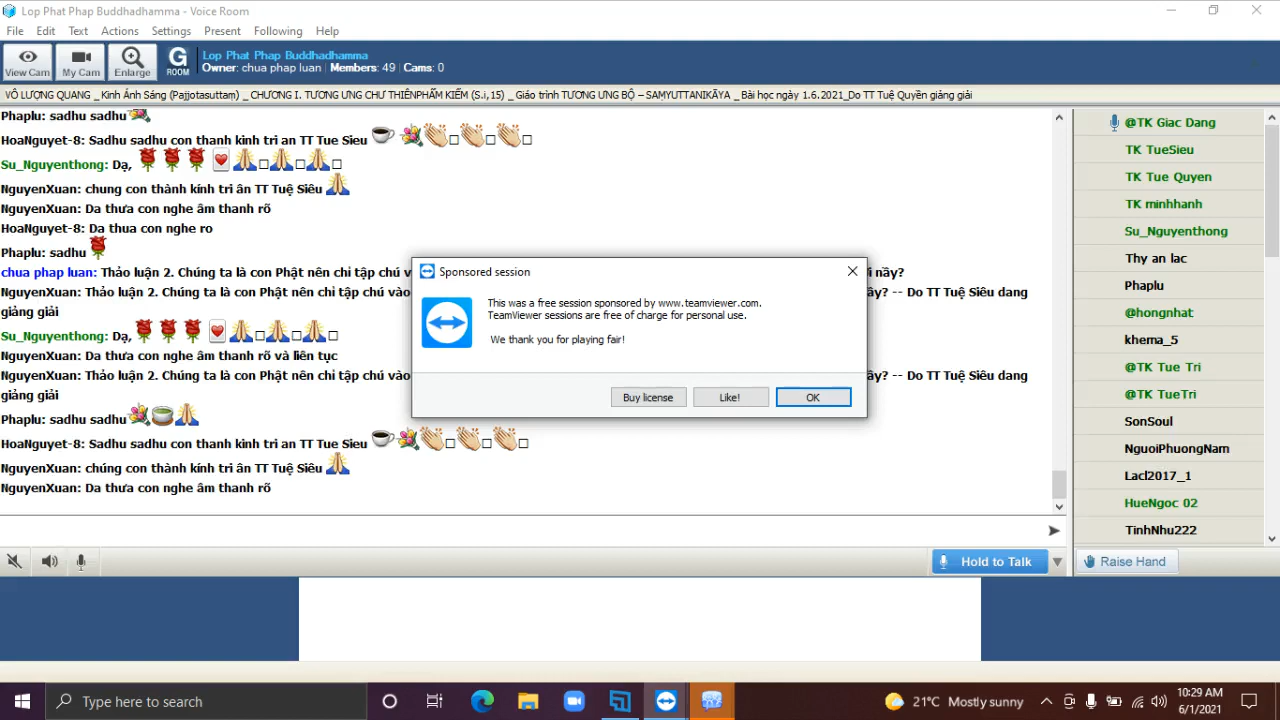 Lop Phat Phap Buddhadhamma - Voice Room
File Edit Text Actions Settings Present Following Help
View Cam My Cam Enlarge G ROOM
Lop Phat Phap Buddhadhamma
Owner: chua phap luan | Members: 49 | Cams: 0
VÔ LƯỢNG QUANG _Kinh Ánh Sáng (Pajjotasuttam) _CHƯƠNG I. TƯƠNG ƯNG CHƯ THIÊNPHẨM KIẾM (S.i,15) _Giáo trình TƯƠNG ƯNG BỘ – SAMYUTTANIKĀYA _Bài học ngày 1.6.2021_Do TT Tuệ Quyền giảng giải
Phaplu: sadhu sadhu
HoaNguyet-8: Sadhu sadhu con thanh kinh tri an TT Tue Sieu
Su_Nguyenthong: Dạ,
NguyenXuan: chung con thành kính tri ân TT Tuệ Siêu
NguyenXuan: Da thưa con nghe âm thanh rõ
HoaNguyet-8: Da thua con nghe ro
Phaplu: sadhu
chua phap luan: Thảo luận 2. Chúng ta là con Phật nên chỉ tập chú v
NguyenXuan: Thảo luận 2. Chúng ta là con Phật nên chỉ tập chú vào
nầy? -- Do TT Tuệ Siêu dang
giảng giải
Su_Nguyenthong: Dạ,
NguyenXuan: Da thưa con nghe âm thanh rõ và liên tục
NguyenXuan: Thảo luận 2. Chúng ta là con Phật nên chỉ tập chú vào
-- Do TT Tuệ Siêu dang
giảng giải
Phaplu: sadhu sadhu
HoaNguyet-8: Sadhu sadhu con thanh kinh tri an TT Tue Sieu
NguyenXuan: chúng con thành kính tri ân TT Tuệ Siêu
NguyenXuan: Da thưa con nghe âm thanh rõ
Sponsored session
This was a free session sponsored by www.teamviewer.com.
TeamViewer sessions are free of charge for personal use.
We thank you for playing fair!
Buy license Like! OK
@TK Giac Dang
TK TueSieu
TK Tue Quyen
TK minhhanh
Su_Nguyenthong
Thy an lac
Phaplu
@hongnhat
khema_5
@TK Tue Tri
@TK TueTri
SonSoul
NguoiPhuongNam
Lacl2017_1
HueNgoc 02
TinhNhu222
Hold to Talk
Raise Hand
Type here to search
21°C Mostly sunny
10:29 AM
6/1/2021